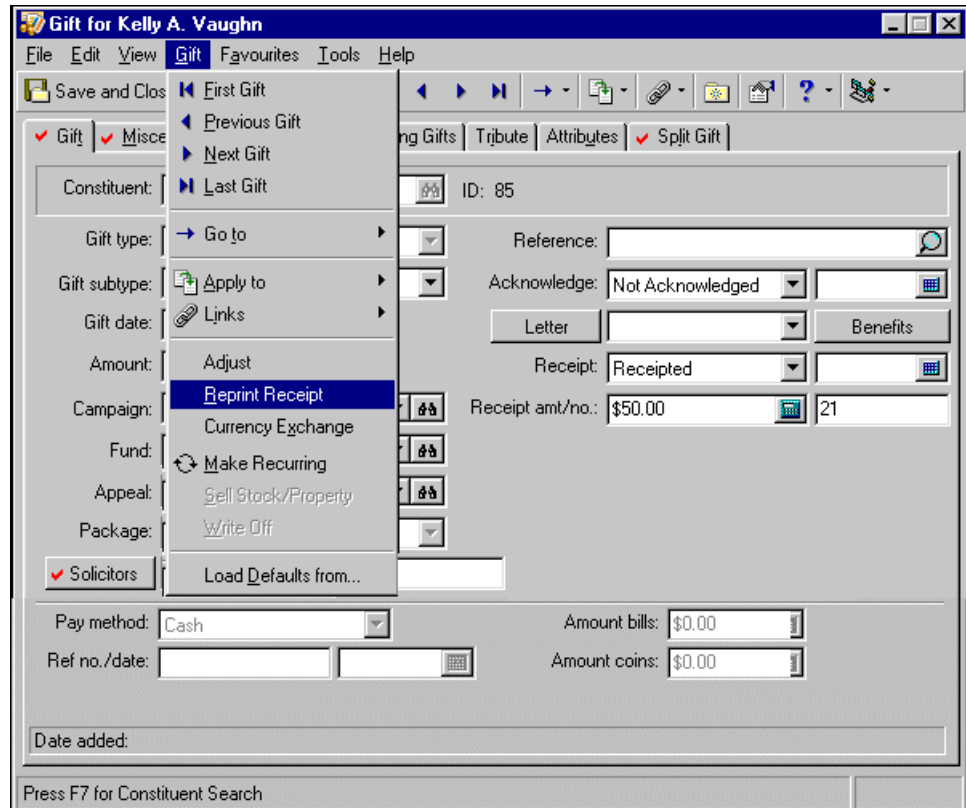 Gift for Kelly A. Vaughn
File Edit View Gift Favourites Tools Help
Save and Clos
First Gift
Previous Gift
Next Gift
Last Gift
Go to
Apply to
Links
Adjust
Reprint Receipt
Currency Exchange
Make Recurring
Sell Stock/Property
Write Off
Load Defaults from...
Gift Misce ng Gifts Tribute Attributes Split Gift
Constituent: ID: 85
Gift type: Reference:
Gift subtype: Acknowledge: Not Acknowledged
Gift date: Letter Benefits
Amount: Receipt: Receipted
Campaign: Receipt amt/no.: $50.00 21
Fund:
Appeal:
Package:
Solicitors
Pay method: Cash Amount bills: $0.00
Ref no./date: Amount coins: $0.00
Date added:
Press F7 for Constituent Search